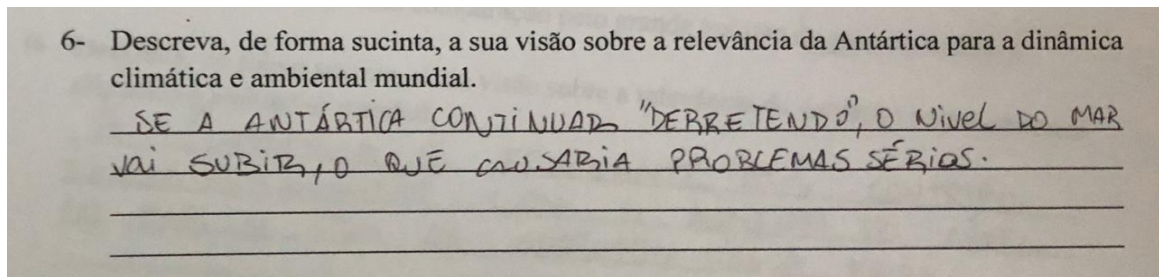 6- Descreva, de forma sucinta, a sua visão sobre a relevância da Antártica para a dinâmica
climática e ambiental mundial.
SE A ANTÁRTICA CONTINUAR "DERRETENDO", O NiveL DO MAR
vai SUBIR, O QUE CAUSARIA PROBLEMAS SÉRIOS.